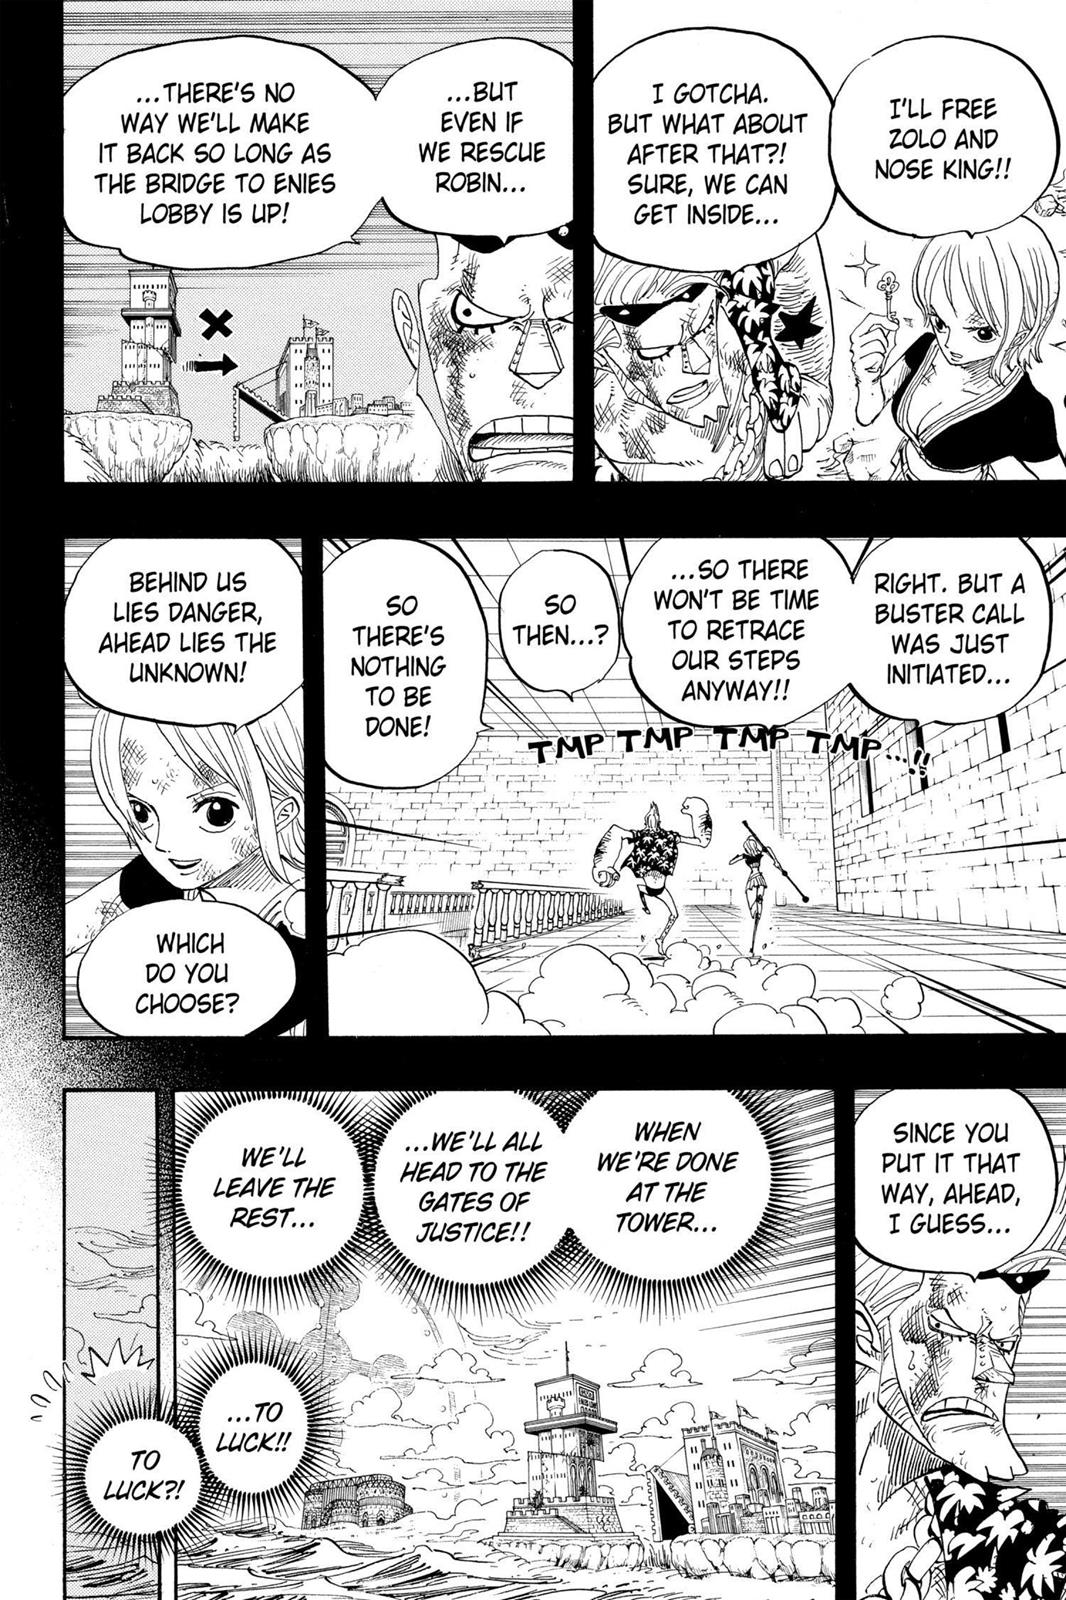 I'LL FREE
ZOLO AND
NOSE KING!!
I GOTCHA.
BUT WHAT ABOUT
AFTER THAT?!
SURE, WE CAN
GET INSIDE...
...BUT
EVEN IF
WE RESCUE
ROBIN...
...THERE'S NO
WAY WE'LL MAKE
IT BACK SO LONG AS
THE BRIDGE TO ENIES
LOBBY IS UP!
RIGHT. BUT A
BUSTER CALL
WAS JUST
INITIATED...
...SO THERE
WON'T BE TIME
TO RETRACE
OUR STEPS
ANYWAY!!
SO
THEN...?
SO
THERE'S
NOTHING
TO BE
DONE!
TMP TMP TMP TMP...!!
BEHIND US
LIES DANGER,
AHEAD LIES THE
UNKNOWN!
WHICH
DO YOU
CHOOSE?
SINCE YOU
PUT IT THAT
WAY, AHEAD,
I GUESS...
WHEN
WE'RE DONE
AT THE
TOWER...
...WE'LL ALL
HEAD TO THE
GATES OF
JUSTICE!!
WE'LL
LEAVE THE
REST...
...TO
LUCK!!
TO
LUCK?!